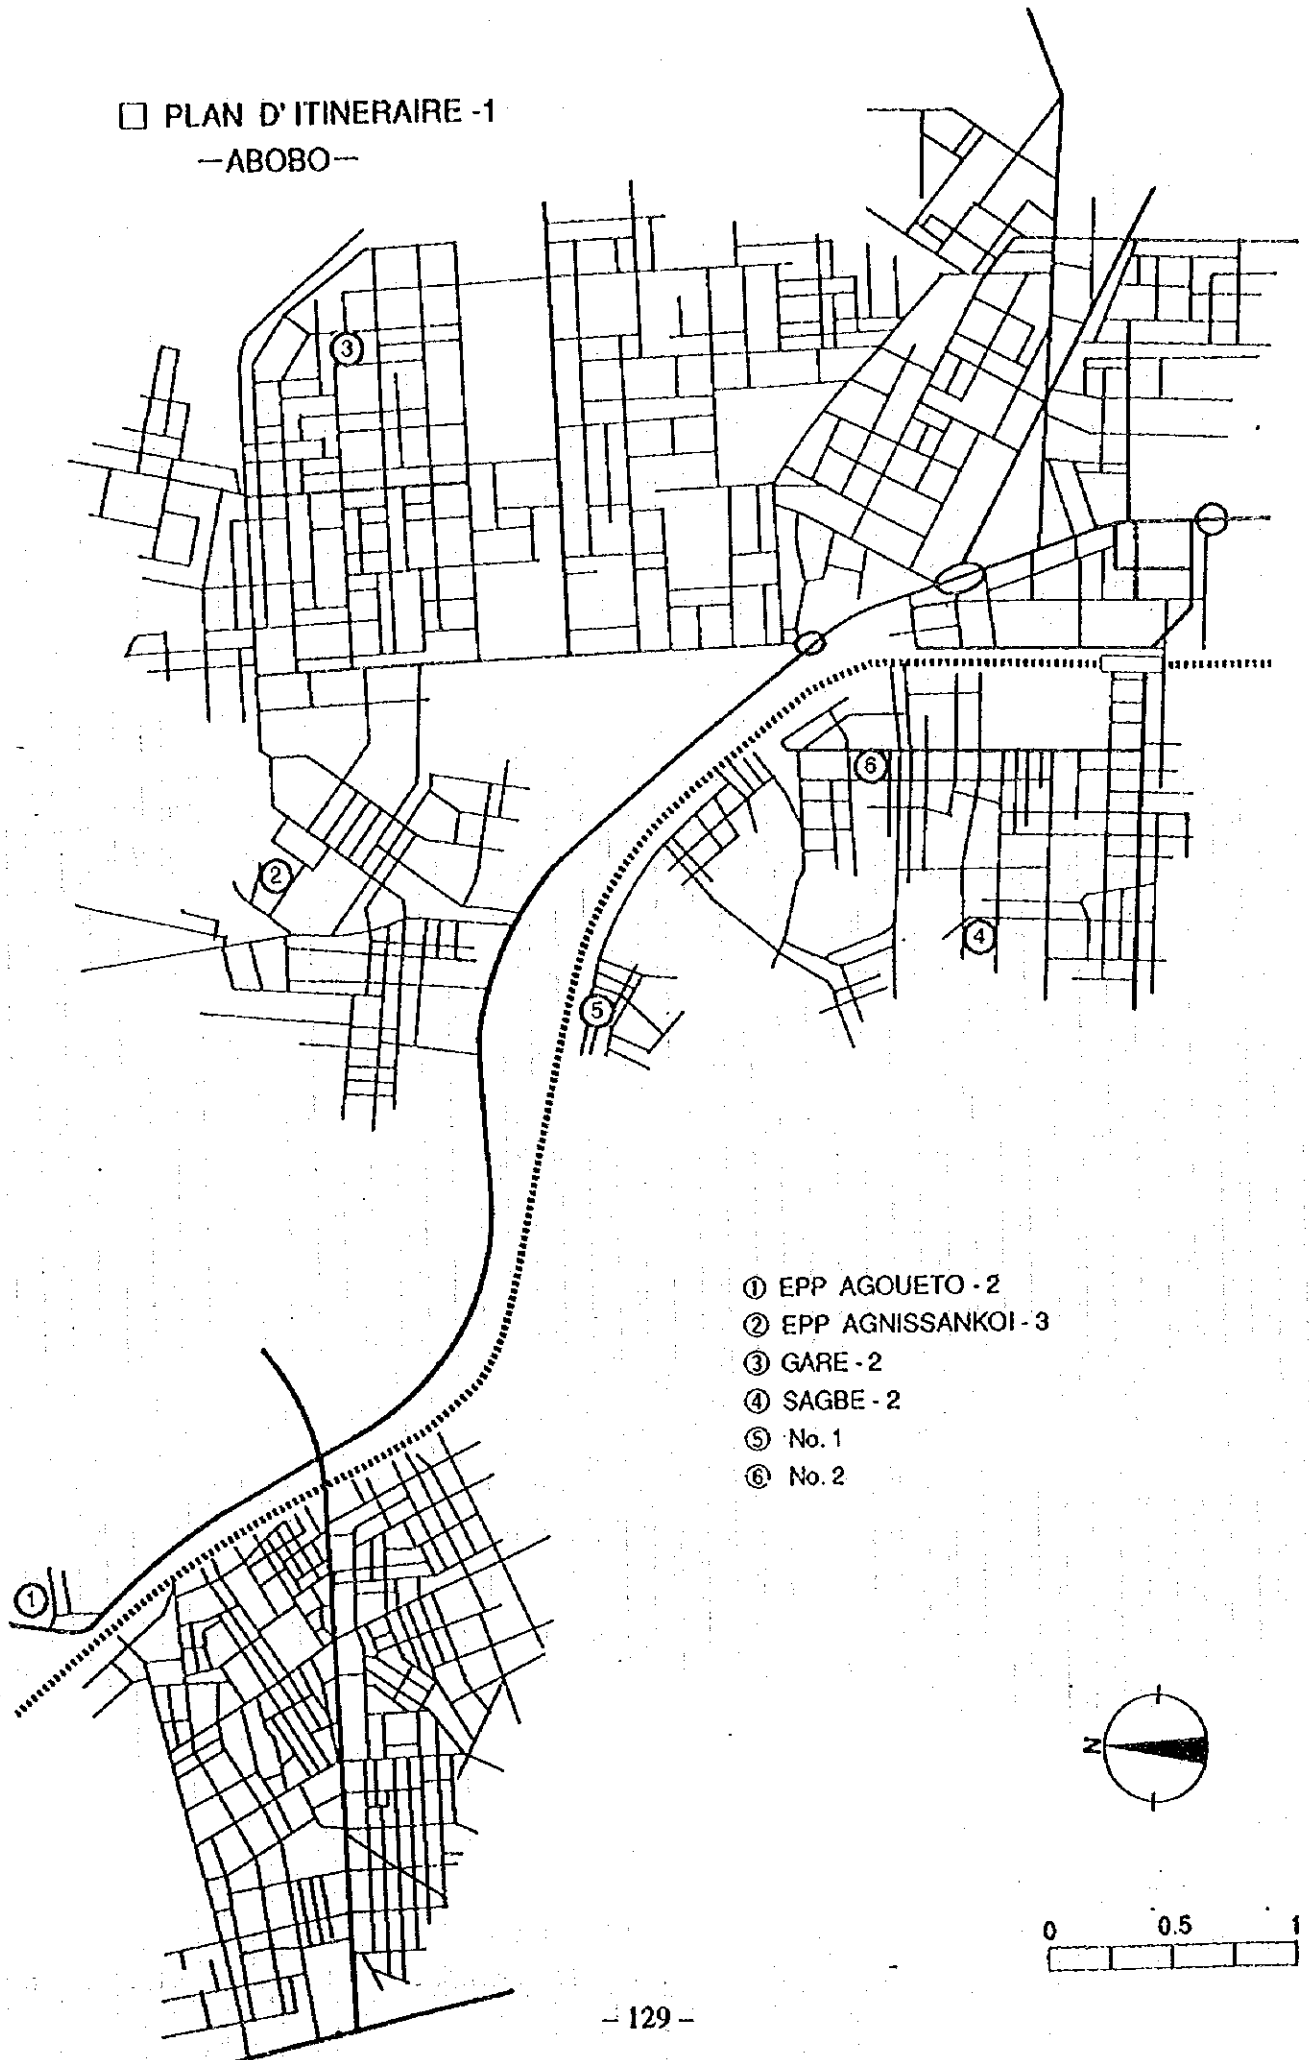 □ PLAN D' ITINERAIRE -1
—ABOBO—
③
②
⑥
④
⑤
①
① EPP AGOUETO - 2
② EPP AGNISSANKOI - 3
③ GARE - 2
④ SAGBE - 2
⑤ No. 1
⑥ No. 2
N
0 0.5 1
– 129 –